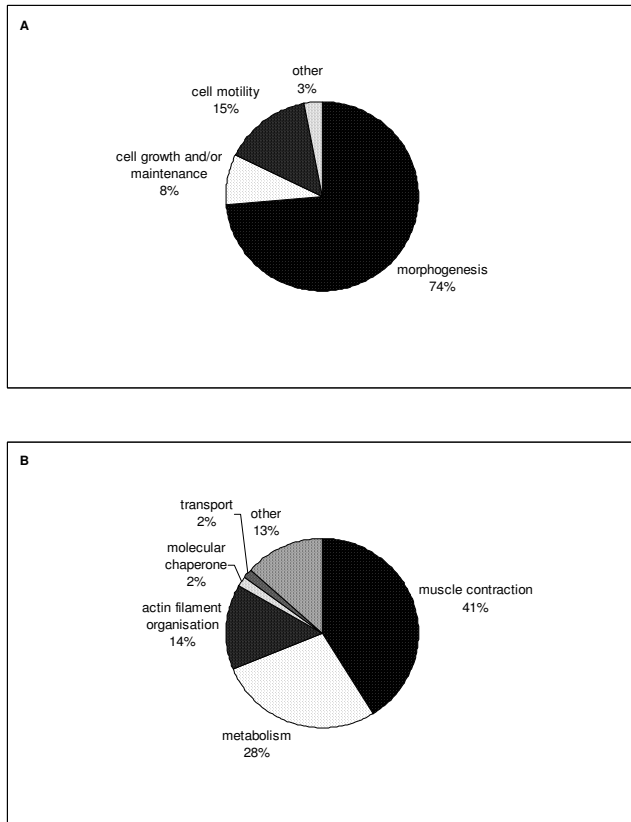 A
other
3%
cell motility
15%
cell growth and/or
maintenance
8%
morphogenesis
74%
B
transport
2%
other
13%
molecular
chaperone
2%
muscle contraction
41%
actin filament
organisation
14%
metabolism
28%